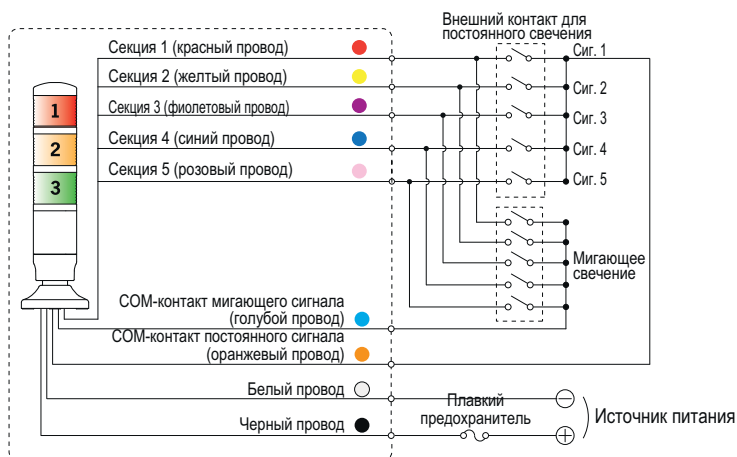 Внешний контакт для
постоянного свечения
Секция 1 (красный провод)
Сиг. 1
Секция 2 (желтый провод)
Сиг. 2
Секция 3 (фиолетовый провод)
Сиг. 3
Секция 4 (синий провод)
Сиг. 4
Секция 5 (розовый провод)
Сиг. 5
1
2
3
Мигающее
свечение
COM-контакт мигающего сигнала
(голубой провод)
COM-контакт постоянного сигнала
(оранжевый провод)
Белый провод
Плавкий
предохранитель
Черный провод
Источник питания